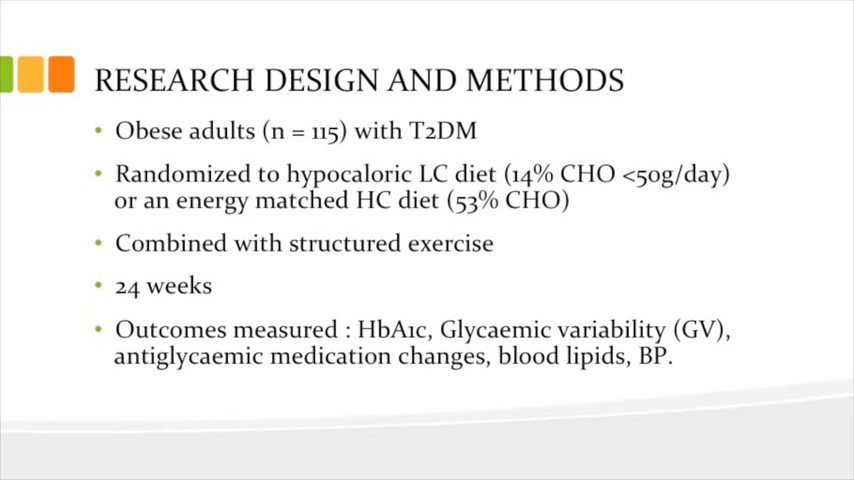 RESEARCH DESIGN AND METHODS
• Obese adults (n = 115) with T2DM
• Randomized to hypocaloric LC diet (14% CHO <50g/day)
or an energy matched HC diet (53% CHO)
• Combined with structured exercise
• 24 weeks
• Outcomes measured : HbA1c, Glycaemic variability (GV),
antiglycaemic medication changes, blood lipids, BP.